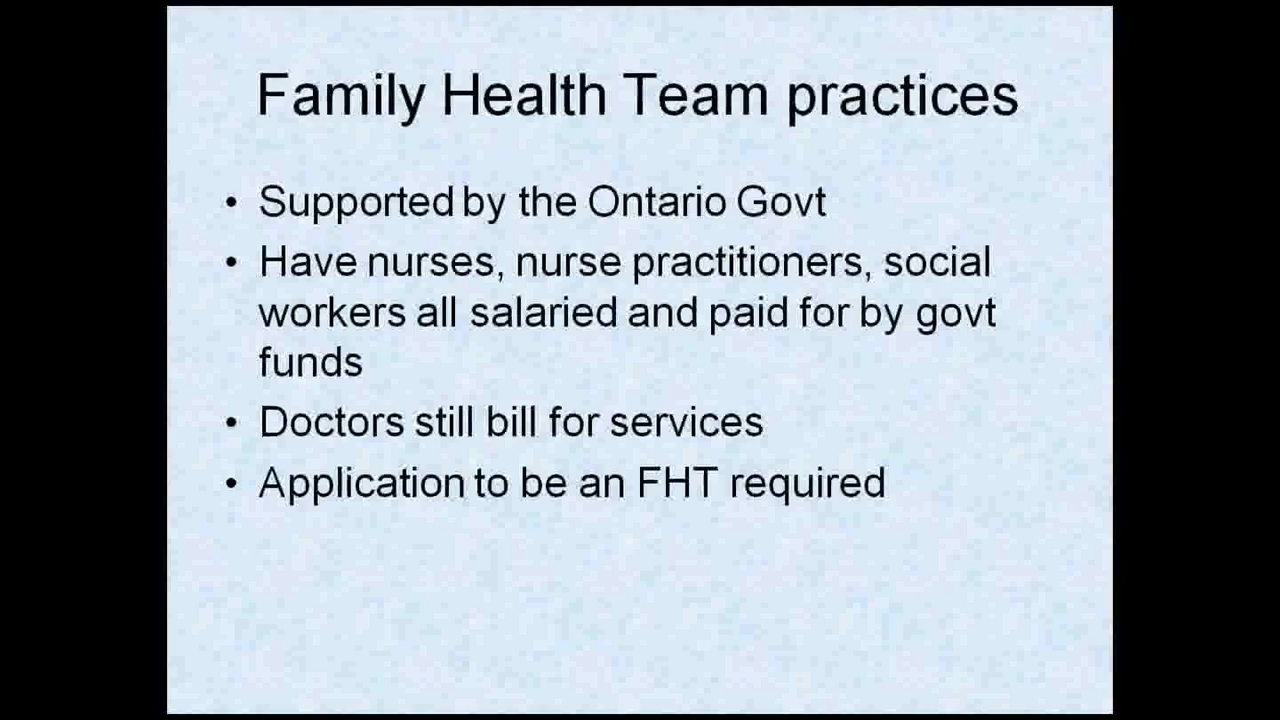 Family Health Team practices
• Supported by the Ontario Govt
• Have nurses, nurse practitioners, social
workers all salaried and paid for by govt
funds
• Doctors still bill for services
• Application to be an FHT required